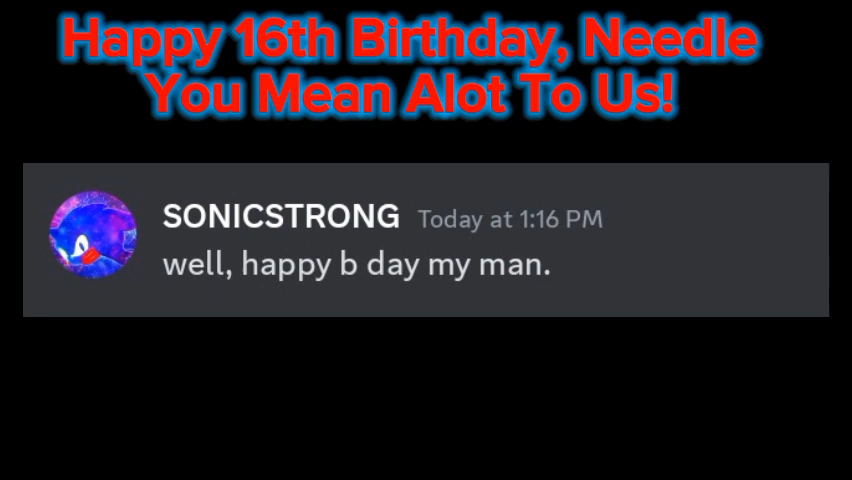 Happy 16th Birthday, Needle
You Mean Alot To Us!
SONICSTRONG Today at 1:16 PM
well, happy b day my man.